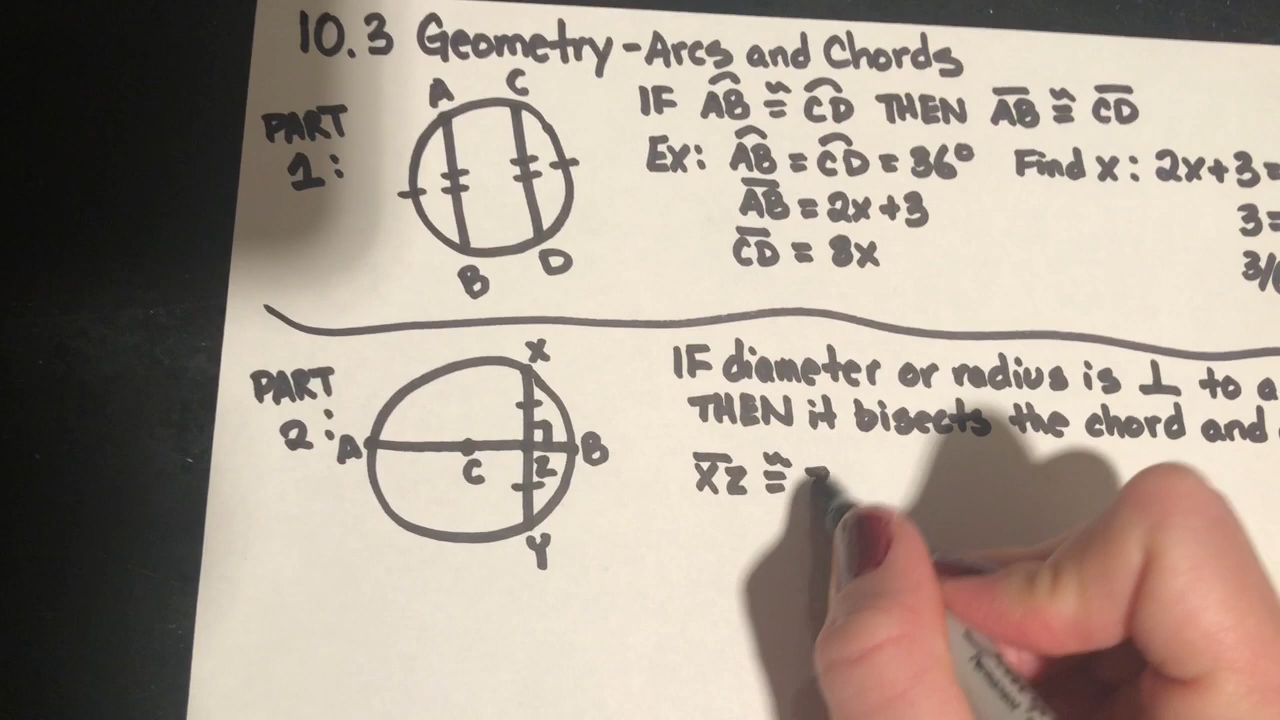 10.3 Geometry-Arcs and Chords
PART
1:
A C
B D
IF AB ≅ CD THEN AB ≅ CD
Ex: AB = CD = 36° Find x: 2x+3=
AB = 2x+3
3=
CD = 8x
PART
2:
X
A C Z B
Y
IF diameter or radius is ⊥ to a
THEN it bisects the chord and
XZ ≅